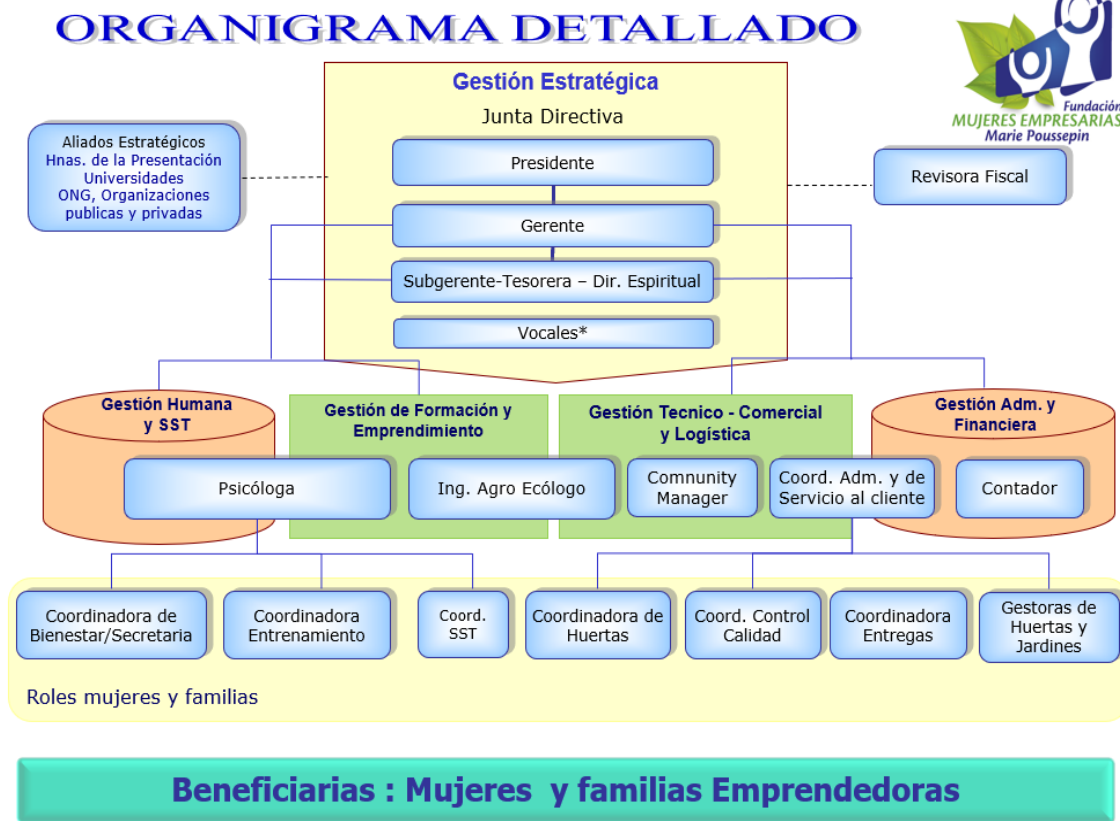 ORGANIGRAMA DETALLADO
Fundación
MUJERES EMPRESARIAS
Marie Poussepin
Gestión Estratégica
Junta Directiva
Aliados Estratégicos
Hnas. de la Presentación
Universidades
ONG, Organizaciones
publicas y privadas
Presidente
Revisora Fiscal
Gerente
Subgerente-Tesorera – Dir. Espiritual
Vocales*
Gestión Humana
y SST
Gestión de Formación y
Emprendimiento
Gestión Tecnico - Comercial
y Logística
Gestión Adm. y
Financiera
Psicóloga
Ing. Agro Ecólogo
Comnunity
Manager
Coord. Adm. y de
Servicio al cliente
Contador
Coordinadora de
Bienestar/Secretaria
Coordinadora
Entrenamiento
Coord.
SST
Coordinadora de
Huertas
Coord. Control
Calidad
Coordinadora
Entregas
Gestoras de
Huertas y
Jardines
Roles mujeres y familias
Beneficiarias : Mujeres y familias Emprendedoras